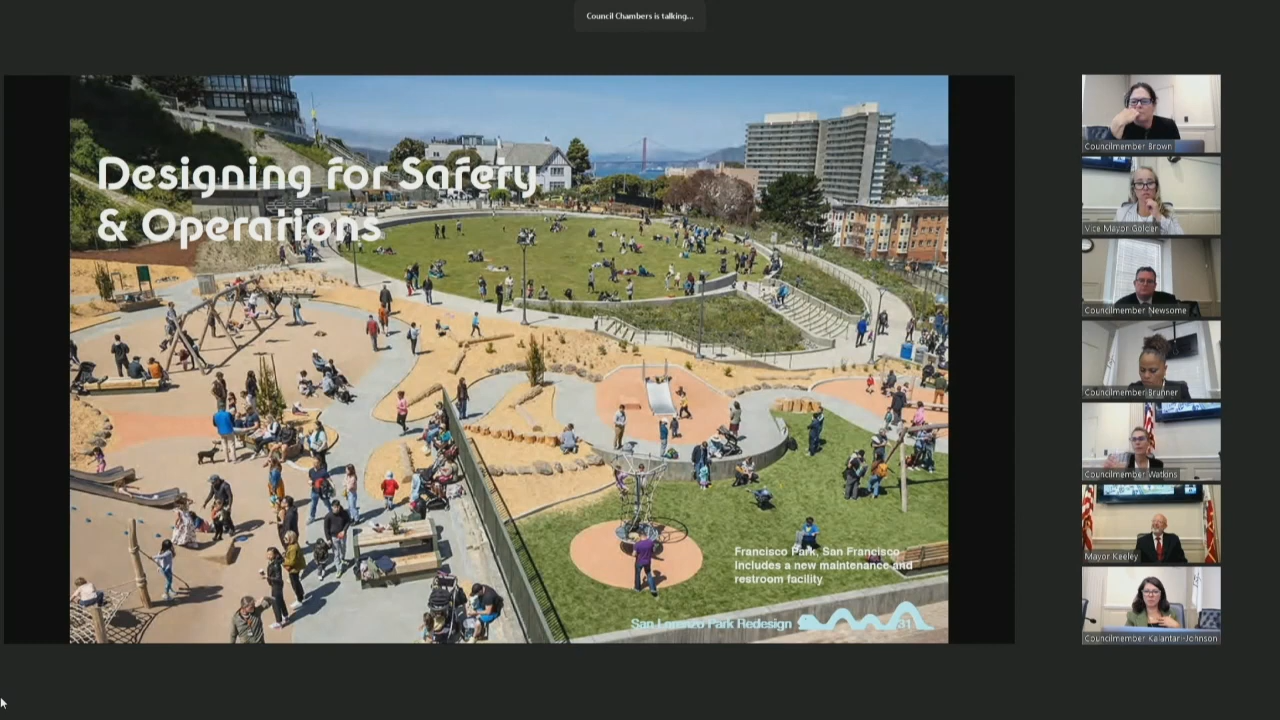 Council Chambers is talking...
Designing for Safety
& Operations
Francisco Park, San Francisco
includes a new maintenance and
restroom facility
San Lorenzo Park Redesign
31
Councilmember Brown
Vice Mayor Golder
Councilmember Newsome
Councilmember Brunner
Councilmember Watkins
Mayor Keeley
Councilmember Kalantari-Johnson